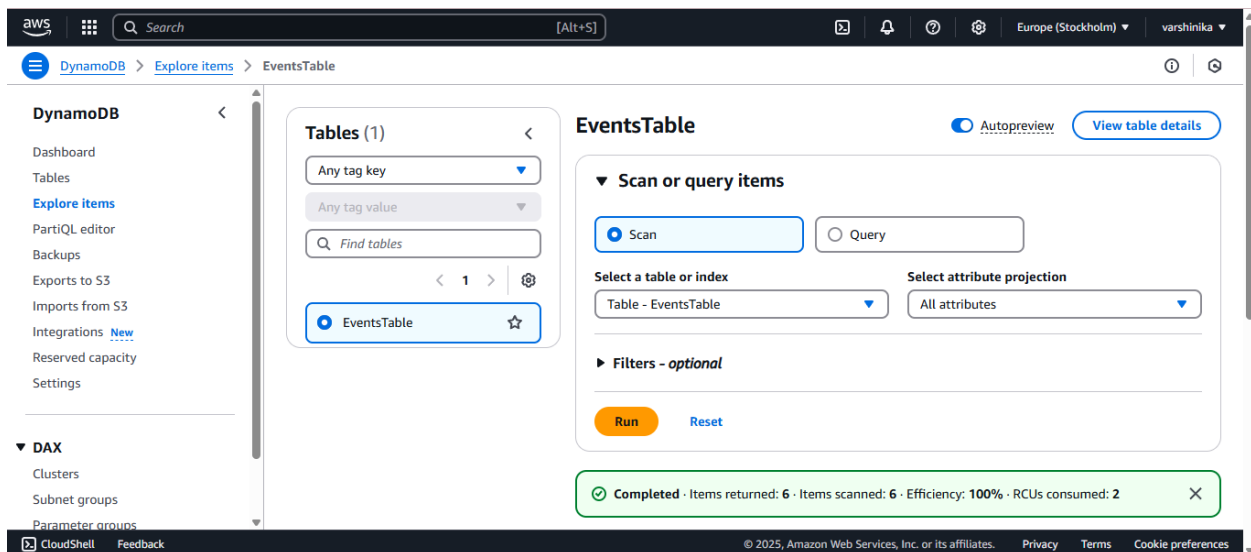 aws Search [Alt+S] Europe (Stockholm) varshinika
DynamoDB > Explore items > EventsTable
DynamoDB
Dashboard
Tables
Explore items
PartiQL editor
Backups
Exports to S3
Imports from S3
Integrations New
Reserved capacity
Settings
DAX
Clusters
Subnet groups
Parameter groups
Tables (1)
Any tag key
Any tag value
Find tables
1
EventsTable
EventsTable Autopreview View table details
Scan or query items
Scan Query
Select a table or index Select attribute projection
Table - EventsTable All attributes
Filters - optional
Run Reset
Completed · Items returned: 6 · Items scanned: 6 · Efficiency: 100% · RCUs consumed: 2
CloudShell Feedback © 2025, Amazon Web Services, Inc. or its affiliates. Privacy Terms Cookie preferences